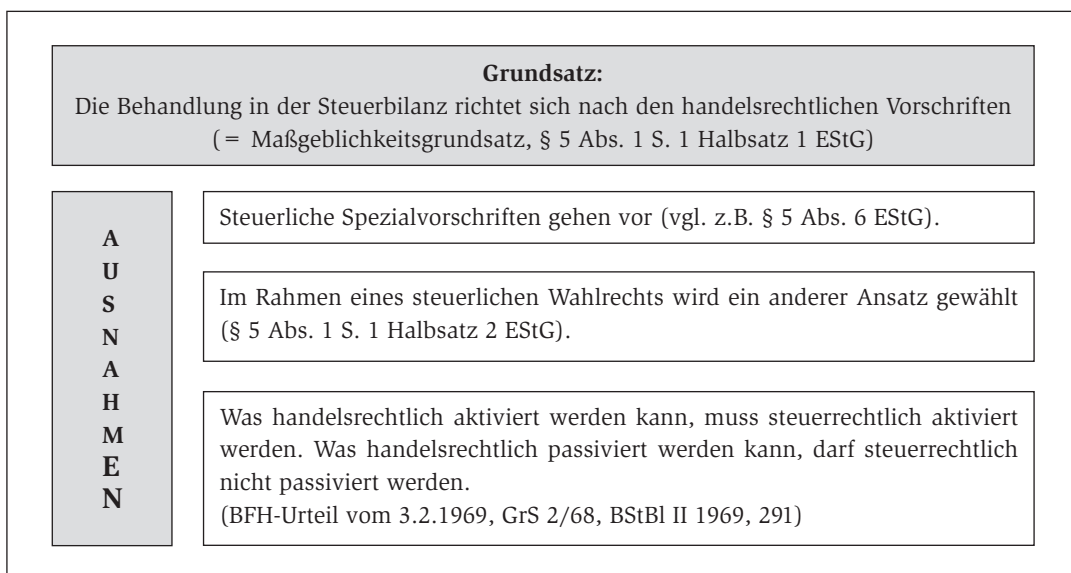 Grundsatz:
Die Behandlung in der Steuerbilanz richtet sich nach den handelsrechtlichen Vorschriften
(= Maßgeblichkeitsgrundsatz, § 5 Abs. 1 S. 1 Halbsatz 1 EStG)
A
U
S
N
A
H
M
E
N
Steuerliche Spezialvorschriften gehen vor (vgl. z.B. § 5 Abs. 6 EStG).
Im Rahmen eines steuerlichen Wahlrechts wird ein anderer Ansatz gewählt
(§ 5 Abs. 1 S. 1 Halbsatz 2 EStG).
Was handelsrechtlich aktiviert werden kann, muss steuerrechtlich aktiviert
werden. Was handelsrechtlich passiviert werden kann, darf steuerrechtlich
nicht passiviert werden.
(BFH-Urteil vom 3.2.1969, GrS 2/68, BStBl II 1969, 291)